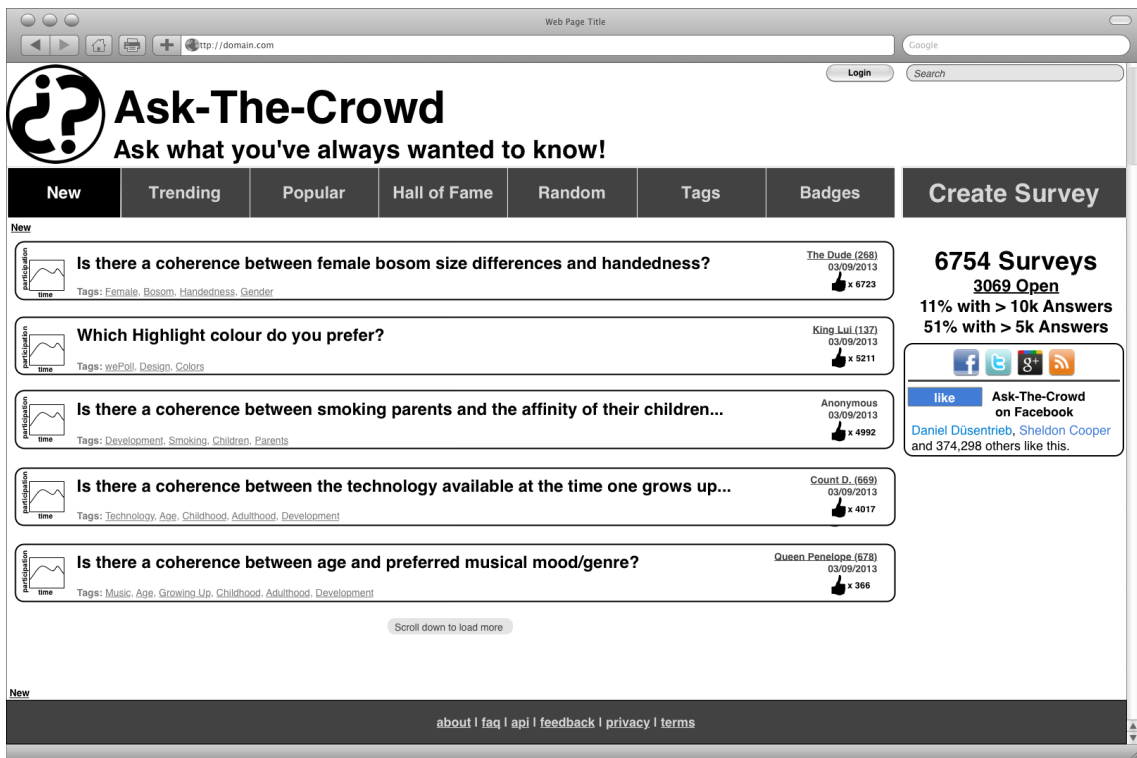 Web Page Title
ttp://domain.com
Google
Login
Search
¿?
Ask-The-Crowd
Ask what you've always wanted to know!
New
Trending
Popular
Hall of Fame
Random
Tags
Badges
Create Survey
New
participation
time
Is there a coherence between female bosom size differences and handedness?
Tags: Female, Bosom, Handedness, Gender
The Dude (268)
03/09/2013
x 6723
participation
time
Which Highlight colour do you prefer?
Tags: wePoll, Design, Colors
King Lui (137)
03/09/2013
x 5211
participation
time
Is there a coherence between smoking parents and the affinity of their children...
Tags: Development, Smoking, Children, Parents
Anonymous
03/09/2013
x 4992
participation
time
Is there a coherence between the technology available at the time one grows up...
Tags: Technology, Age, Childhood, Adulthood, Development
Count D. (669)
03/09/2013
x 4017
participation
time
Is there a coherence between age and preferred musical mood/genre?
Tags: Music, Age, Growing Up, Childhood, Adulthood, Development
Queen Penelope (678)
03/09/2013
x 366
Scroll down to load more
6754 Surveys
3069 Open
11% with > 10k Answers
51% with > 5k Answers
f
t
g+
like
Ask-The-Crowd
on Facebook
Daniel Düsentrieb, Sheldon Cooper
and 374,298 others like this.
New
about | faq | api | feedback | privacy | terms